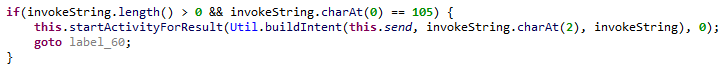 if(invokeString.length() > 0 && invokeString.charAt(0) == 105) {
    this.startActivityForResult(Util.buildIntent(this.send, invokeString.charAt(2), invokeString), 0);
    goto label_60;
}